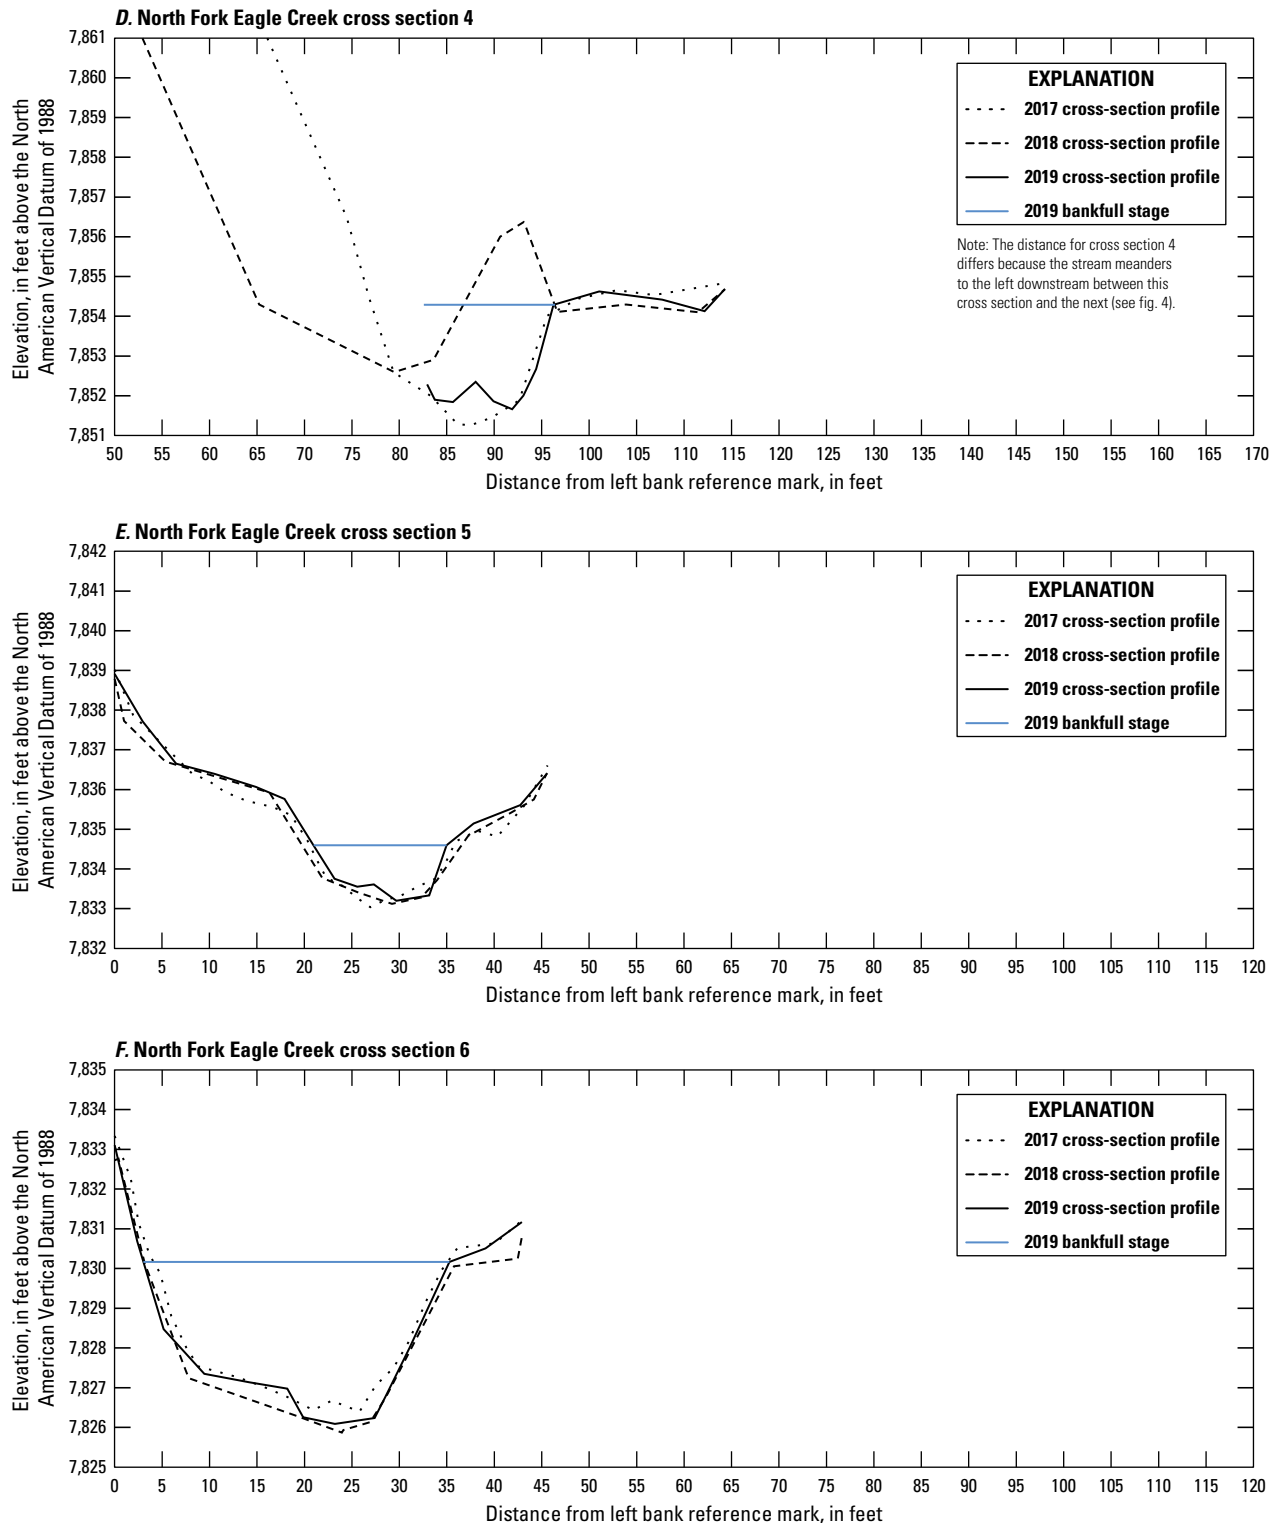 D. North Fork Eagle Creek cross section 4
7,861
7,860
7,859
7,858
7,857
7,856
7,855
7,854
7,853
7,852
7,851
Elevation, in feet above the North
American Vertical Datum of 1988
EXPLANATION
2017 cross-section profile
2018 cross-section profile
2019 cross-section profile
2019 bankfull stage
Note: The distance for cross section 4
differs because the stream meanders
to the left downstream between this
cross section and the next (see fig. 4).
50 55 60 65 70 75 80 85 90 95 100 105 110 115 120 125 130 135 140 145 150 155 160 165 170
Distance from left bank reference mark, in feet
E. North Fork Eagle Creek cross section 5
7,842
7,841
7,840
7,839
7,838
7,837
7,836
7,835
7,834
7,833
7,832
Elevation, in feet above the North
American Vertical Datum of 1988
EXPLANATION
2017 cross-section profile
2018 cross-section profile
2019 cross-section profile
2019 bankfull stage
0 5 10 15 20 25 30 35 40 45 50 55 60 65 70 75 80 85 90 95 100 105 110 115 120
Distance from left bank reference mark, in feet
F. North Fork Eagle Creek cross section 6
7,835
7,834
7,833
7,832
7,831
7,830
7,829
7,828
7,827
7,826
7,825
Elevation, in feet above the North
American Vertical Datum of 1988
EXPLANATION
2017 cross-section profile
2018 cross-section profile
2019 cross-section profile
2019 bankfull stage
0 5 10 15 20 25 30 35 40 45 50 55 60 65 70 75 80 85 90 95 100 105 110 115 120
Distance from left bank reference mark, in feet